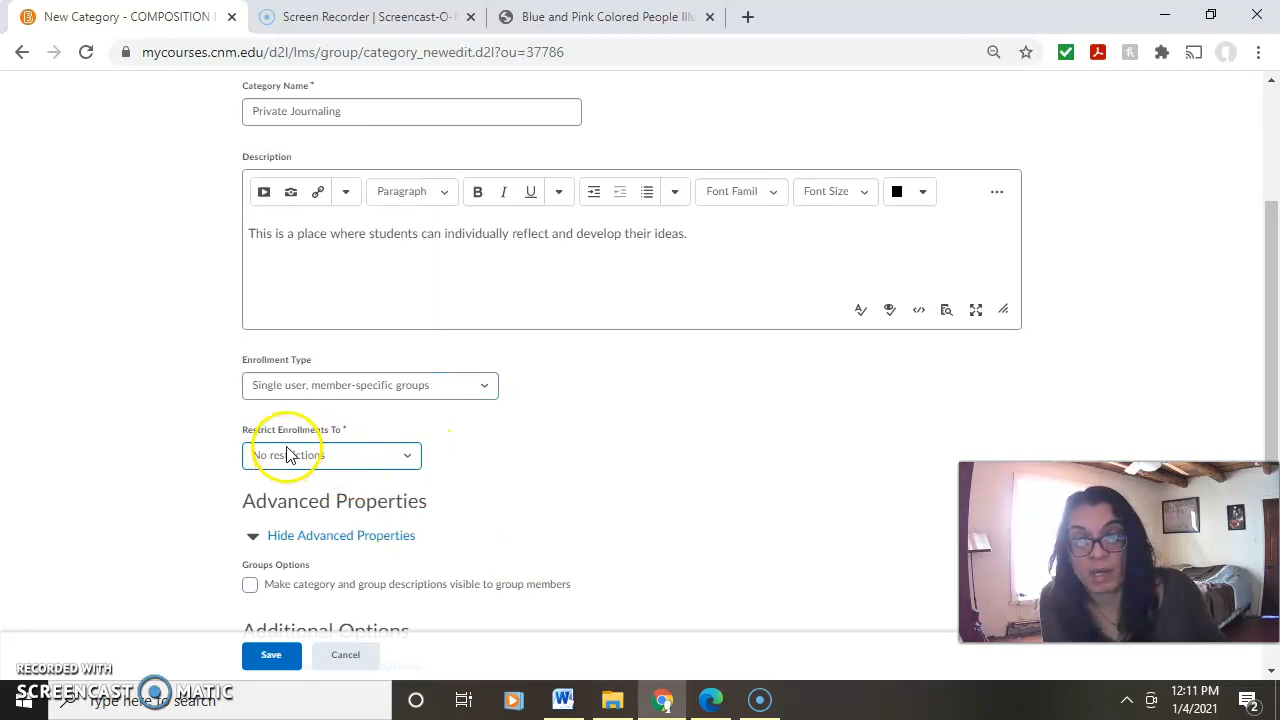 New Category - COMPOSITION
Screen Recorder | Screencast-O-M
Blue and Pink Colored People Illu
mycourses.cnm.edu/d2l/lms/group/category_newedit.d2l?ou=37786
Category Name *
Private Journaling
Description
Paragraph
B I U
Font Famil
Font Size
This is a place where students can individually reflect and develop their ideas.
Enrollment Type
Single user, member-specific groups
Restrict Enrollments To *
No restrictions
Advanced Properties
Hide Advanced Properties
Groups Options
Make category and group descriptions visible to group members
Additional Options
Save
Cancel
RECORDED WITH
SCREENCAST MATIC
Type here to search
12:11 PM
1/4/2021
2